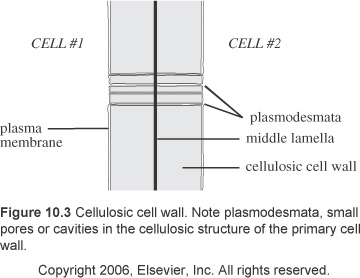 CELL #1
CELL #2
plasmodesmata
plasma
membrane
middle lamella
cellulosic cell wall
Figure 10.3 Cellulosic cell wall. Note plasmodesmata, small
pores or cavities in the cellulosic structure of the primary cell
wall.
Copyright 2006, Elsevier, Inc. All rights reserved.